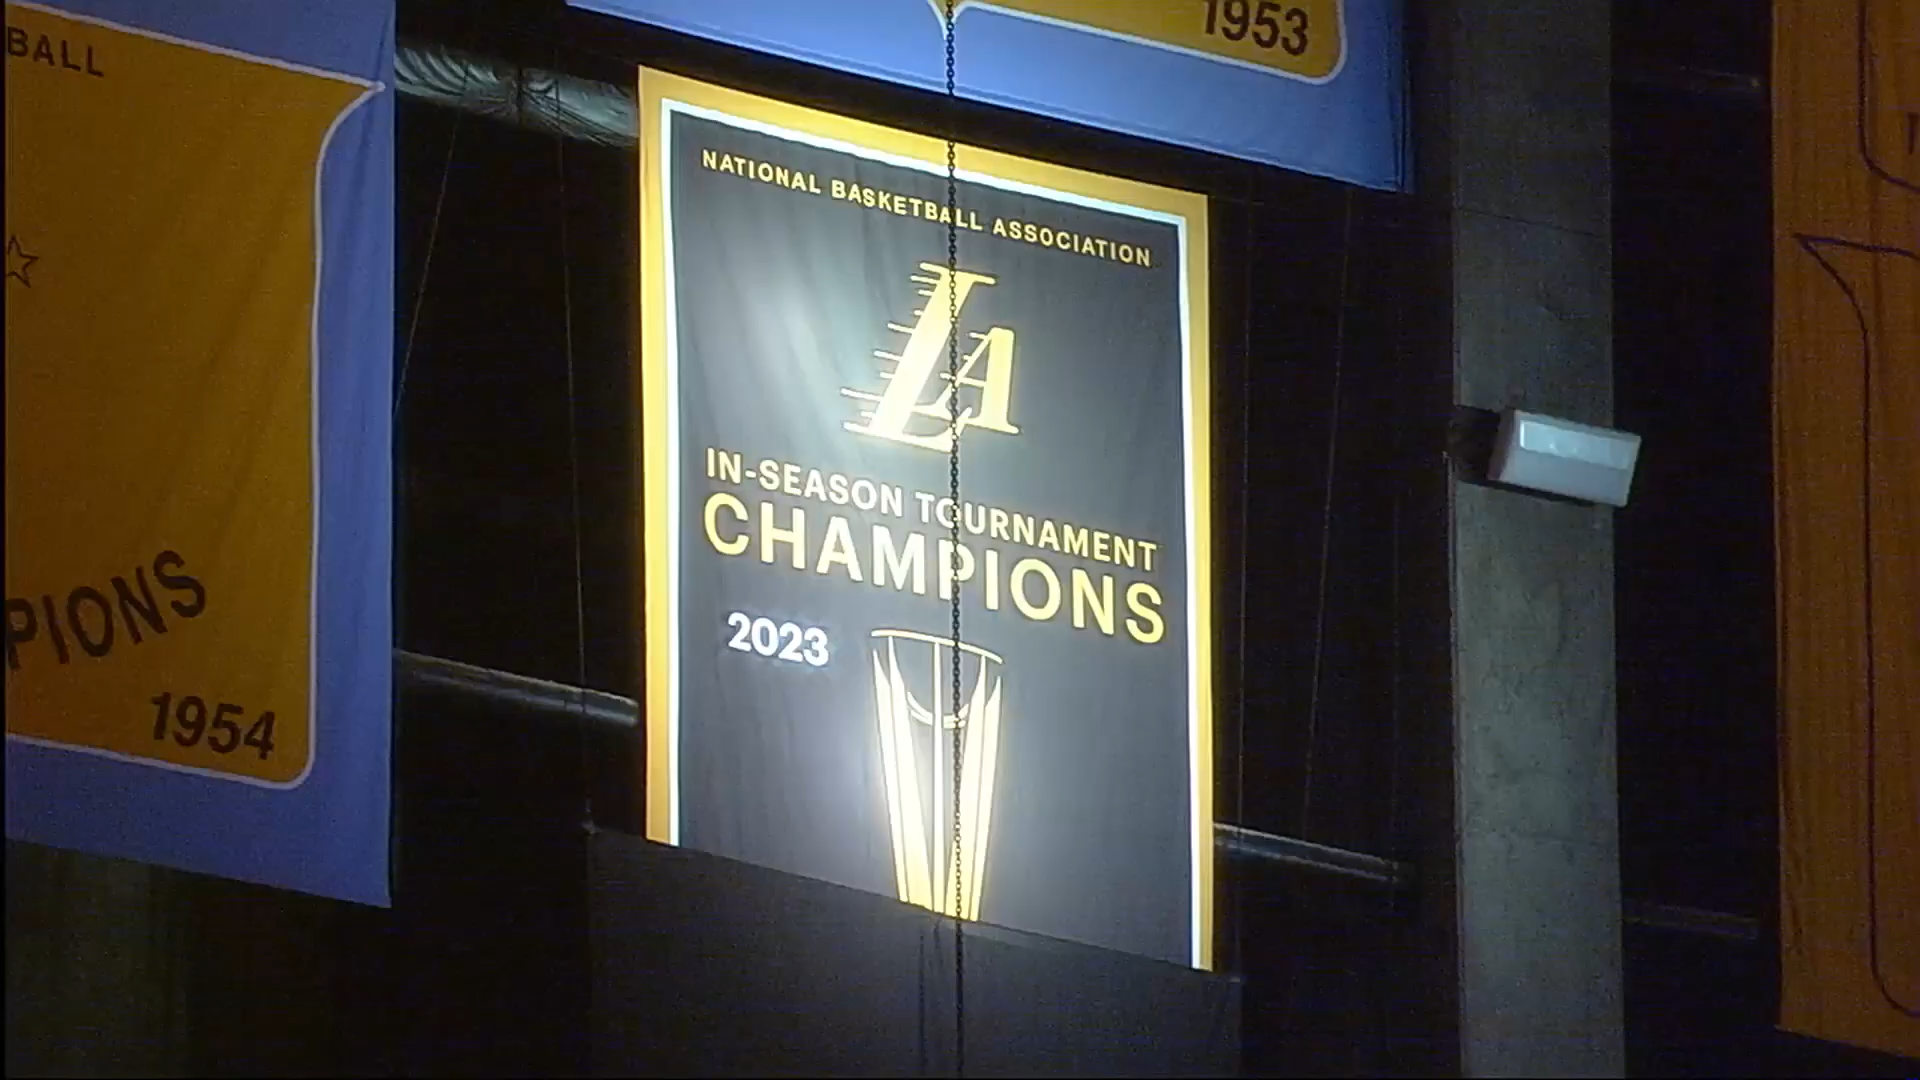 BALL
PIONS
1954
1953
NATIONAL BASKETBALL ASSOCIATION
LA
IN-SEASON TOURNAMENT
CHAMPIONS
2023